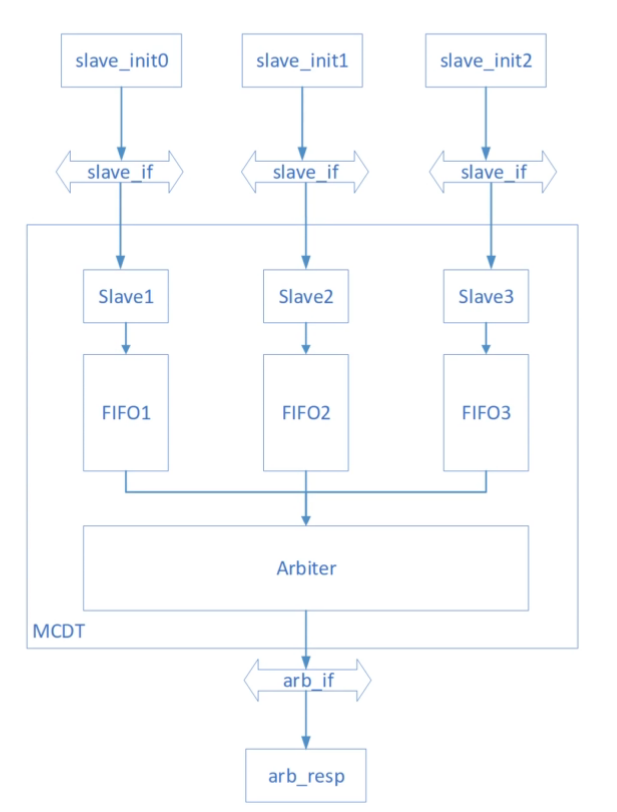 slave_init0
slave_init1
slave_init2
slave_if
slave_if
slave_if
Slave1
Slave2
Slave3
FIFO1
FIFO2
FIFO3
Arbiter
MCDT
arb_if
arb_resp